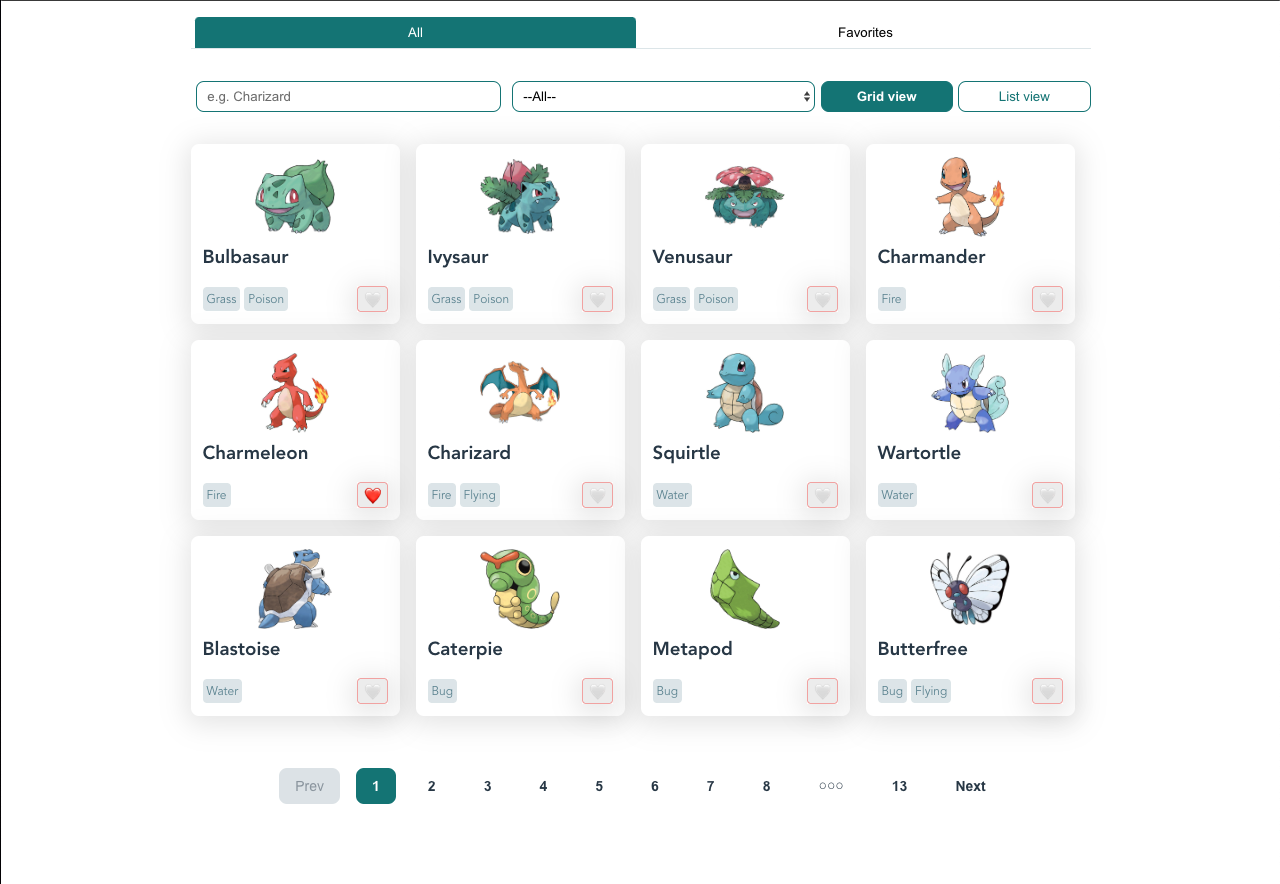 All Favorites
e.g. Charizard --All-- Grid view List view
Bulbasaur Ivysaur Venusaur Charmander
Grass Poison Grass Poison Grass Poison Fire
Charmeleon Charizard Squirtle Wartortle
Fire Fire Flying Water Water
Blastoise Caterpie Metapod Butterfree
Water Bug Bug Bug Flying
Prev 1 2 3 4 5 6 7 8 ○○○ 13 Next